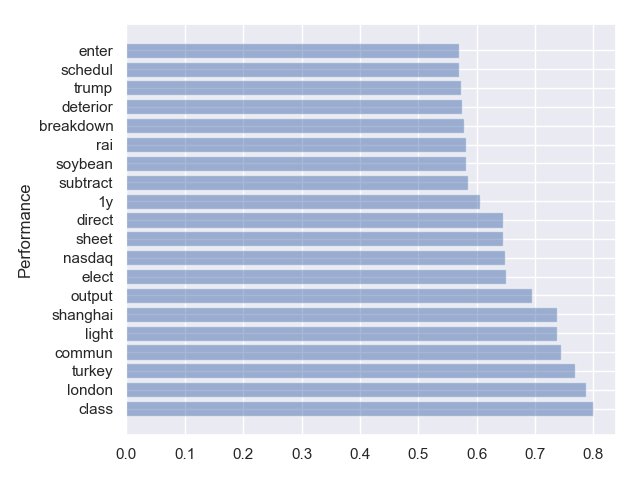 enter
schedul
trump
deterior
breakdown
rai
soybean
subtract
1y
direct
sheet
nasdaq
elect
output
shanghai
light
commun
turkey
london
class
Performance
0.0 0.1 0.2 0.3 0.4 0.5 0.6 0.7 0.8